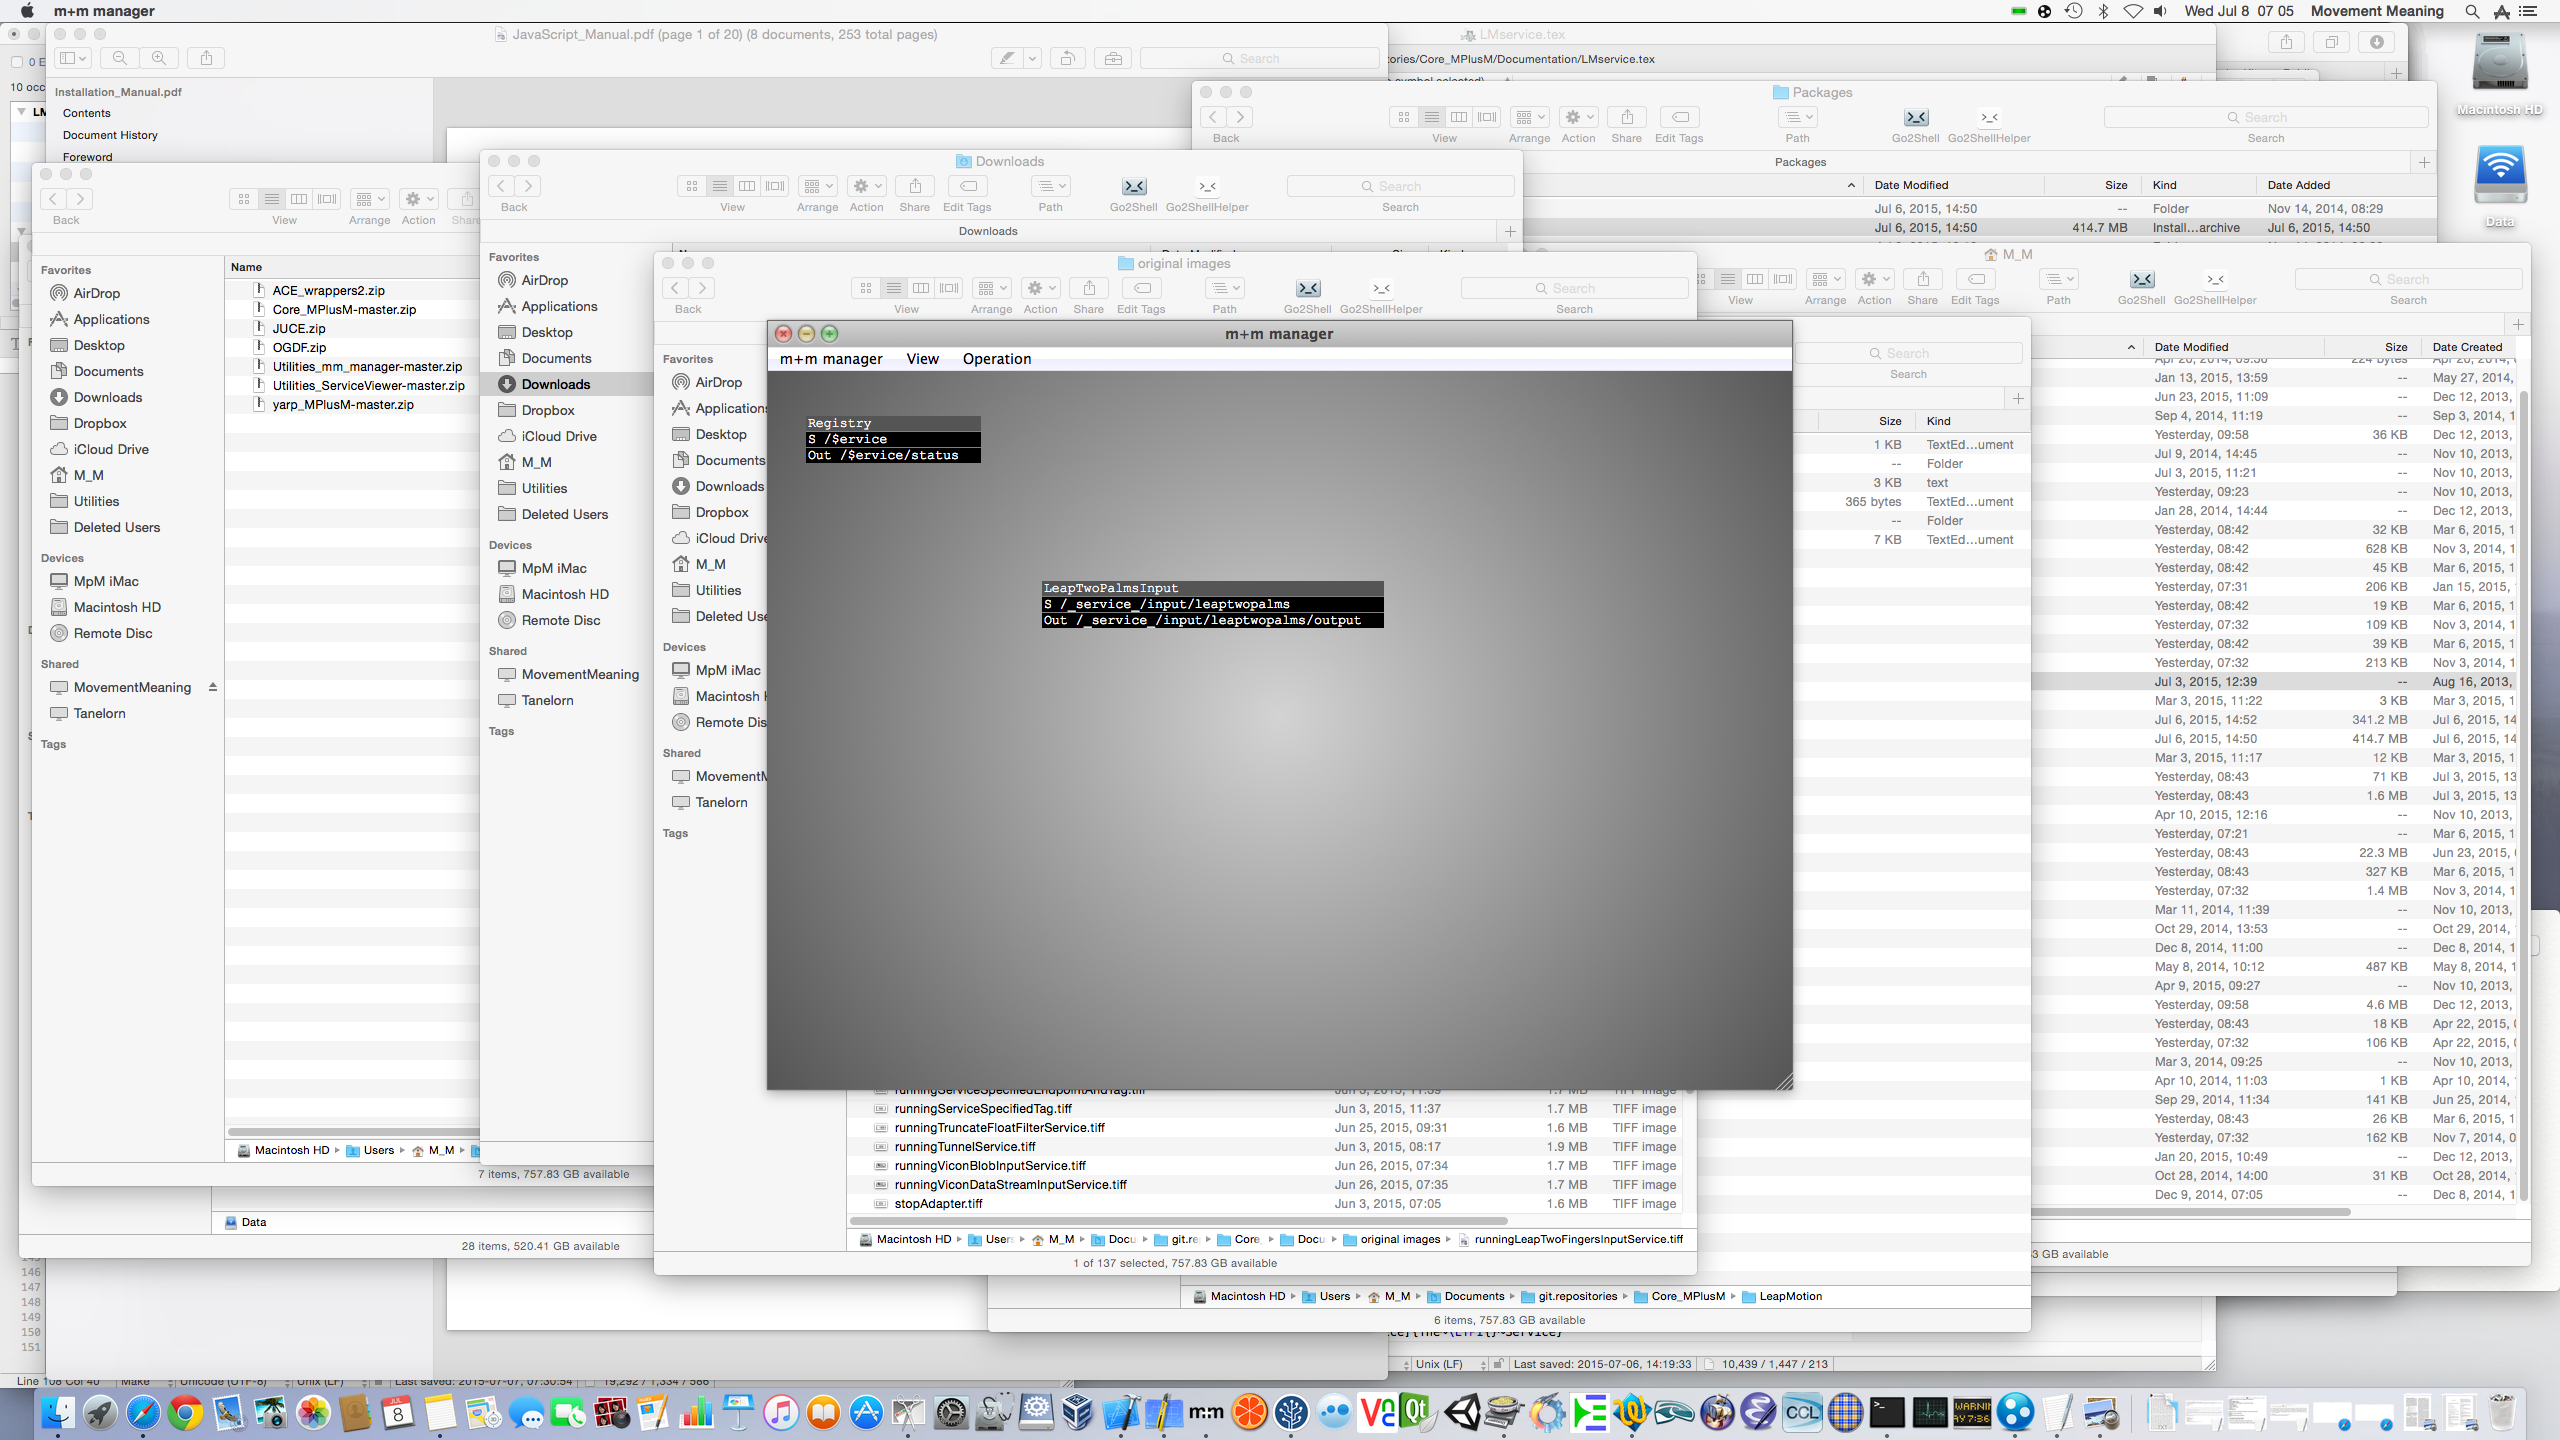 m+m manager
Wed Jul 8 07 05 Movement Meaning
JavaScript_Manual.pdf (page 1 of 20) (8 documents, 253 total pages)
Search
LMservice.tex
tories/Core_MPlusM/Documentation/LMservice.tex
Macintosh HD
Data
10 occ
Installation_Manual.pdf
Contents
Document History
Foreword
Packages
Back
View
Arrange
Action
Share
Edit Tags
Path
Go2Shell
Go2ShellHelper
Search
Search
Packages
Date Modified
Size
Kind
Date Added
Jul 6, 2015, 14:50 -- Folder Nov 14, 2014, 08:29
Jul 6, 2015, 14:50 414.7 MB Install...archive Jul 6, 2015, 14:50
Back
View
Arrange
Action
Share
Favorites
AirDrop
Applications
Desktop
Documents
Downloads
Dropbox
iCloud Drive
M_M
Utilities
Deleted Users
Devices
MpM iMac
Macintosh HD
Remote Disc
Shared
MovementMeaning
Tanelorn
Tags
Name
ACE_wrappers2.zip
Core_MPlusM-master.zip
JUCE.zip
OGDF.zip
Utilities_mm_manager-master.zip
Utilities_ServiceViewer-master.zip
yarp_MPlusM-master.zip
Macintosh HD Users M_M
7 items, 757.83 GB available
Data
28 items, 520.41 GB available
Downloads
Back
View
Arrange
Action
Share
Edit Tags
Path
Go2Shell
Go2ShellHelper
Search
Search
Downloads
Favorites
AirDrop
Applications
Desktop
Documents
Downloads
Dropbox
iCloud Drive
M_M
Utilities
Deleted Users
Devices
MpM iMac
Macintosh HD
Remote Disc
Shared
MovementMeaning
Tanelorn
Tags
original images
Back
View
Arrange
Action
Share
Edit Tags
Path
Go2Shell
Go2ShellHelper
Search
Search
Favorites
AirDrop
Applications
Desktop
Documents
Downloads
Dropbox
iCloud Drive
M_M
Utilities
Deleted Use
Devices
MpM iMac
Macintosh H
Remote Dis
Shared
MovementM
Tanelorn
Tags
m+m manager
m+m manager View Operation
Registry
S /$ervice
Out /$ervice/status
LeapTwoPalmsInput
S /_service_/input/leaptwopalms
Out /_service_/input/leaptwopalms/output
runningServiceSpecifiedEndpointAndTag.tiff Jun 3, 2015, 11:39 1.7 MB TIFF image
runningServiceSpecifiedTag.tiff Jun 3, 2015, 11:37 1.7 MB TIFF image
runningTruncateFloatFilterService.tiff Jun 25, 2015, 09:31 1.6 MB TIFF image
runningTunnelService.tiff Jun 3, 2015, 08:17 1.9 MB TIFF image
runningViconBlobInputService.tiff Jun 26, 2015, 07:34 1.7 MB TIFF image
runningViconDataStreamInputService.tiff Jun 26, 2015, 07:35 1.7 MB TIFF image
stopAdapter.tiff Jun 3, 2015, 07:05 1.6 MB TIFF image
Macintosh HD Users M_M Docu git.re Core_ Docu original images runningLeapTwoFingersInputService.tiff
1 of 137 selected, 757.83 GB available
Search
Search
Size Kind
1 KB TextEd...ument
-- Folder
3 KB text
365 bytes TextEd...ument
-- Folder
7 KB TextEd...ument
Macintosh HD Users M_M Documents git.repositories Core_MPlusM LeapMotion
6 items, 757.83 GB available
M_M
View
Arrange
Action
Share
Edit Tags
Path
Go2Shell
Go2ShellHelper
Search
Search
Date Modified Size Date Created
Jan 13, 2015, 13:59 -- May 27, 2014,
Jun 23, 2015, 11:09 -- Dec 12, 2013,
Sep 4, 2014, 11:19 -- Sep 3, 2014, 1
Yesterday, 09:58 36 KB Dec 12, 2013,
Jul 9, 2014, 14:45 -- Nov 10, 2013,
Jul 3, 2015, 11:21 -- Nov 10, 2013,
Yesterday, 09:23 -- Nov 10, 2013,
Jan 28, 2014, 14:44 -- Dec 12, 2013,
Yesterday, 08:42 32 KB Mar 6, 2015, 1
Yesterday, 08:42 628 KB Nov 3, 2014, 1
Yesterday, 08:42 45 KB Mar 6, 2015, 1
Yesterday, 07:31 206 KB Jan 15, 2015,
Yesterday, 08:42 19 KB Mar 6, 2015, 1
Yesterday, 07:32 109 KB Nov 3, 2014, 1
Yesterday, 08:42 39 KB Mar 6, 2015, 1
Yesterday, 07:32 213 KB Nov 3, 2014, 1
Jul 3, 2015, 12:39 -- Aug 16, 2013,
Mar 3, 2015, 11:22 3 KB Mar 3, 2015, 1
Jul 6, 2015, 14:52 341.2 MB Jul 6, 2015, 14
Jul 6, 2015, 14:50 414.7 MB Jul 6, 2015, 14
Mar 3, 2015, 11:17 12 KB Mar 3, 2015, 1
Yesterday, 08:43 71 KB Jul 3, 2015, 13
Yesterday, 08:43 1.6 MB Jul 3, 2015, 13
Apr 10, 2015, 12:16 -- Nov 10, 2013,
Yesterday, 07:21 -- Mar 6, 2015, 1
Yesterday, 08:43 22.3 MB Jun 23, 2015, 0
Yesterday, 08:43 327 KB Mar 6, 2015, 1
Yesterday, 07:32 1.4 MB Nov 3, 2014, 1
Mar 11, 2014, 11:39 -- Nov 10, 2013,
Oct 29, 2014, 13:53 -- Oct 29, 2014,
Dec 8, 2014, 11:00 -- Dec 8, 2014, 1
May 8, 2014, 10:12 487 KB May 8, 2014, 1
Apr 9, 2015, 09:27 -- Nov 10, 2013,
Yesterday, 09:58 4.6 MB Dec 12, 2013,
Yesterday, 08:43 18 KB Apr 22, 2015, 0
Yesterday, 07:32 106 KB Apr 22, 2015, 0
Mar 3, 2014, 09:25 -- Nov 10, 2013,
Apr 10, 2014, 11:03 1 KB Apr 10, 2014,
Sep 29, 2014, 11:34 141 KB Jun 25, 2014,
Yesterday, 08:43 26 KB Mar 6, 2015, 1
Yesterday, 07:32 162 KB Nov 7, 2014, 0
Jan 20, 2015, 10:49 -- Dec 12, 2013,
Oct 28, 2014, 14:00 31 KB Oct 28, 2014,
Dec 9, 2014, 07:05 -- Dec 8, 2014, 1
3 GB available
146
147
148
149
150
151
Unix (LF) Last saved: 2015-07-06, 14:19:33 10,439 / 1,447 / 213
Line 108 Col 40 Make Unicode (UTF-8) Unix (LF) Last saved: 2015-07-07, 07:30:54 19,292 / 1,334 / 586
JUL
8
m:m
Qt
CCL